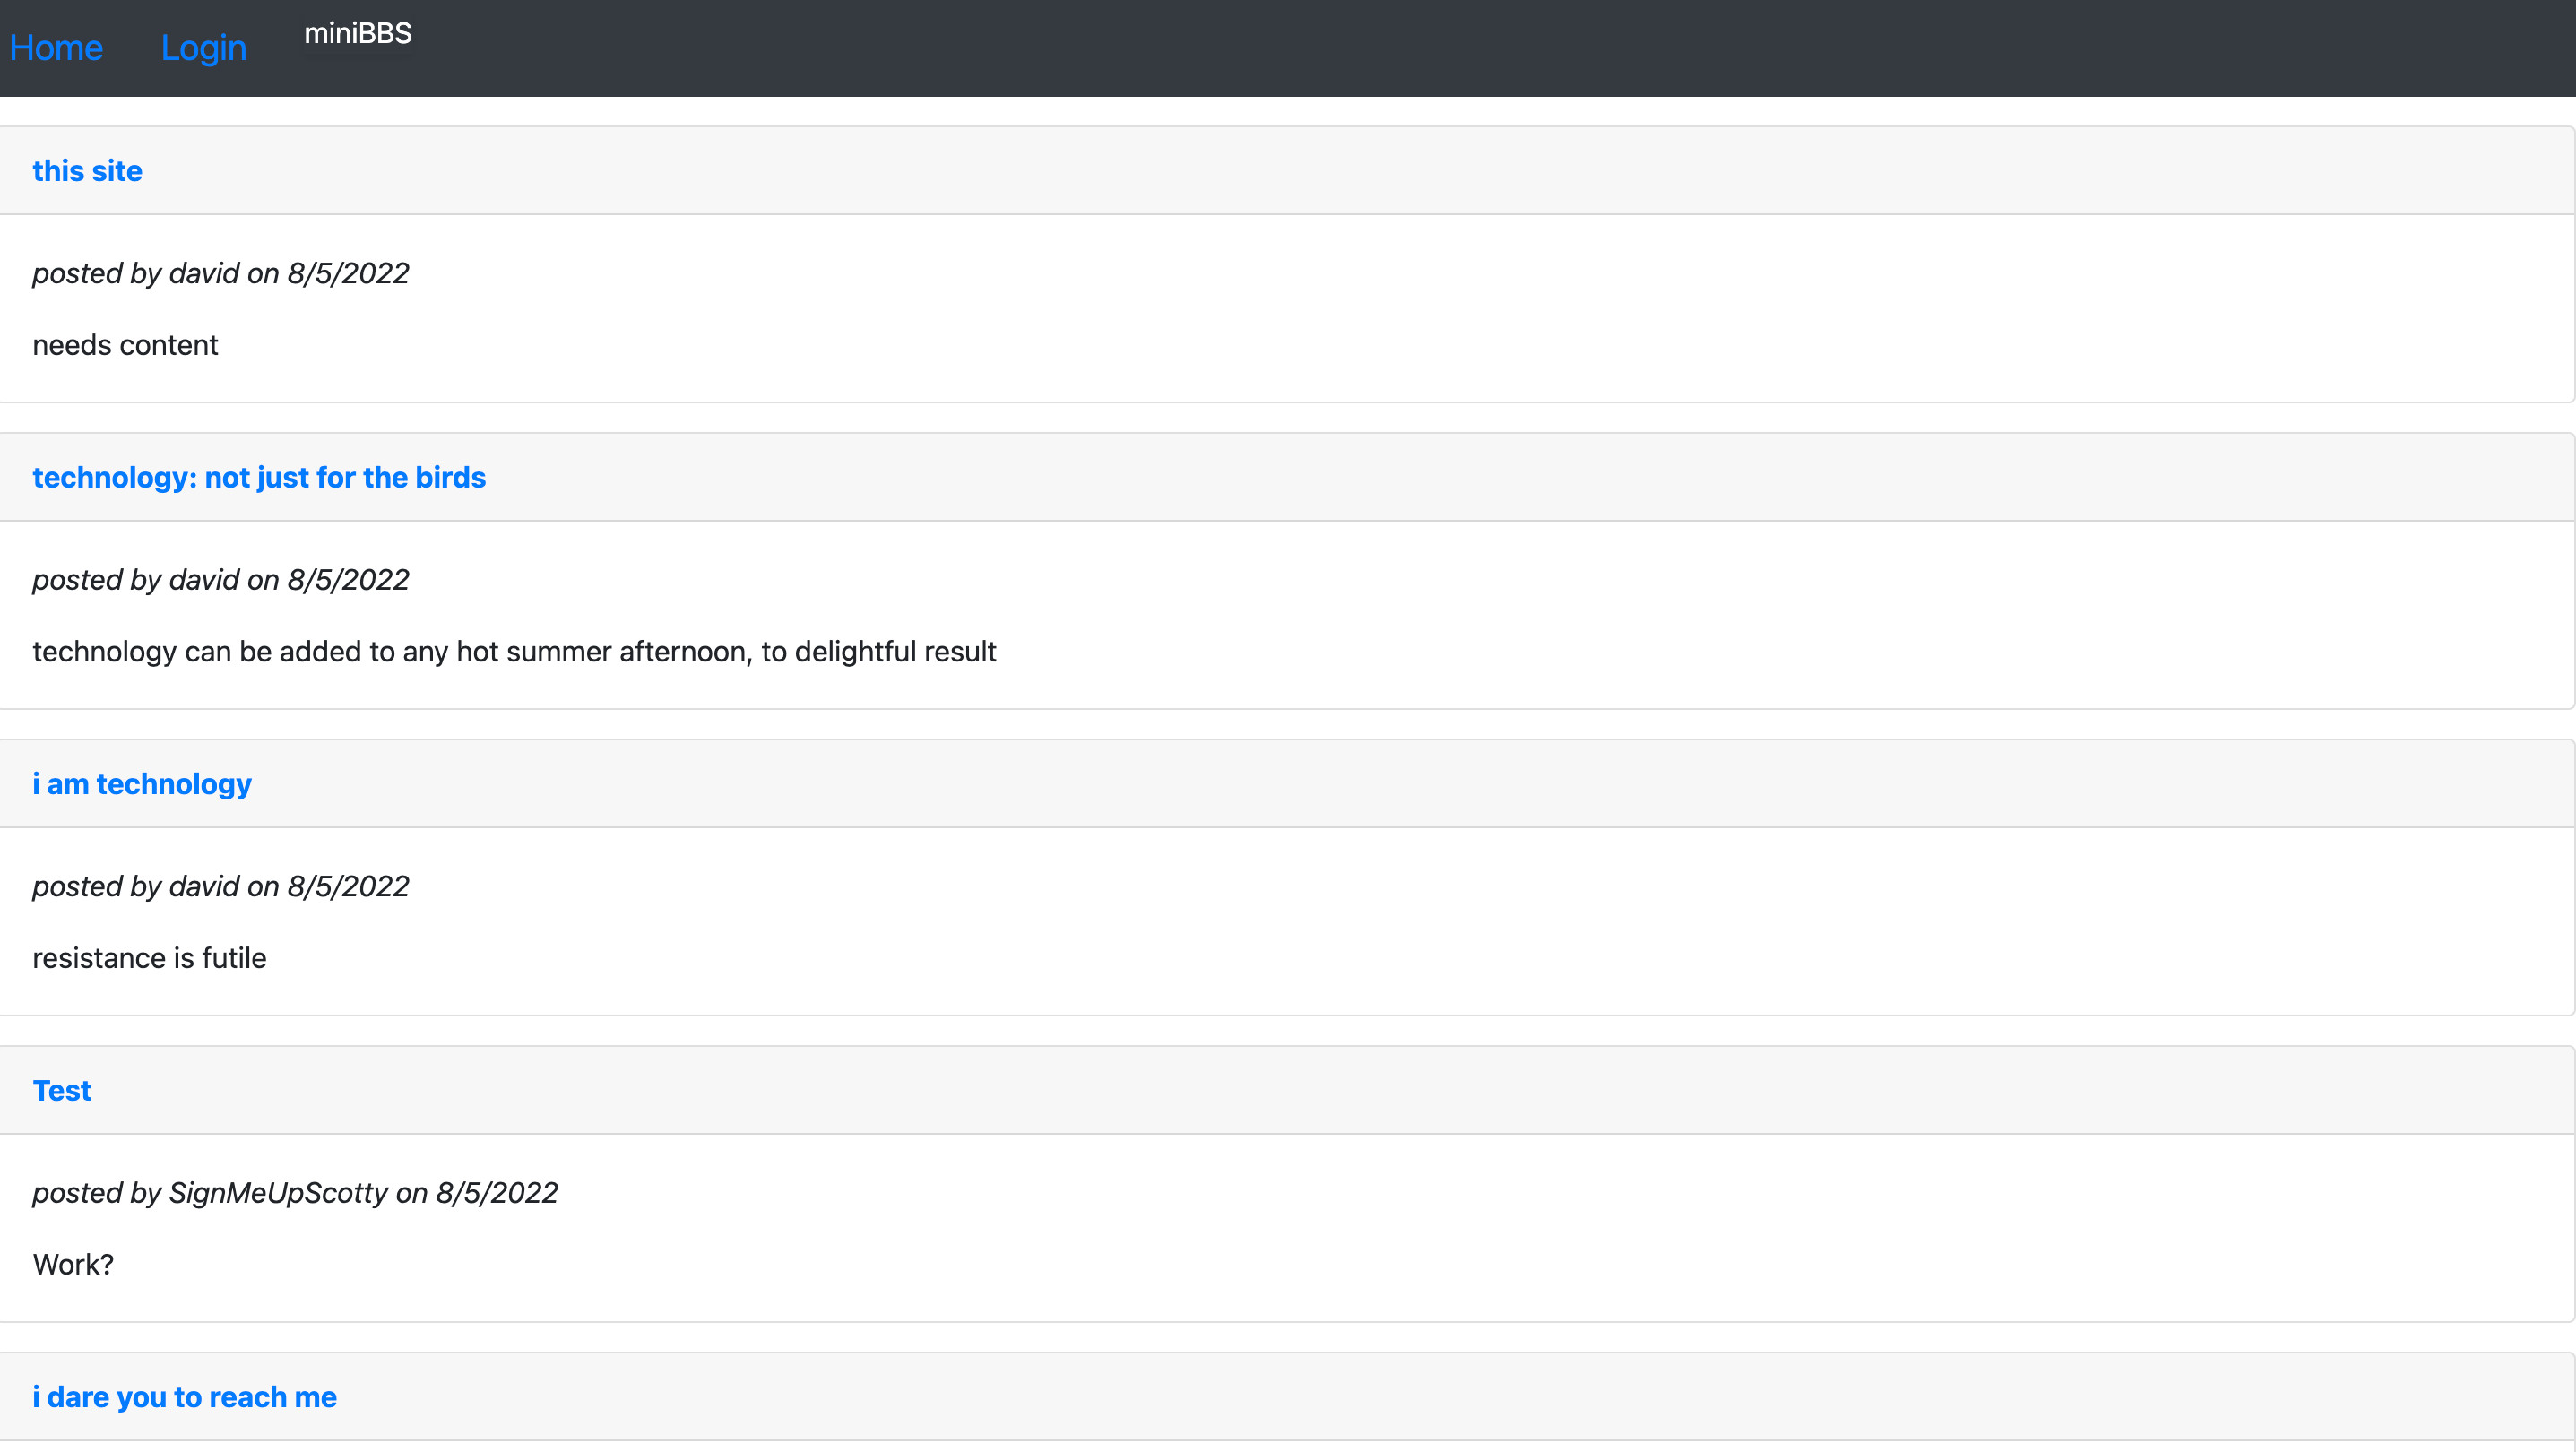 Home Login miniBBS
this site
posted by david on 8/5/2022
needs content
technology: not just for the birds
posted by david on 8/5/2022
technology can be added to any hot summer afternoon, to delightful result
i am technology
posted by david on 8/5/2022
resistance is futile
Test
posted by SignMeUpScotty on 8/5/2022
Work?
i dare you to reach me